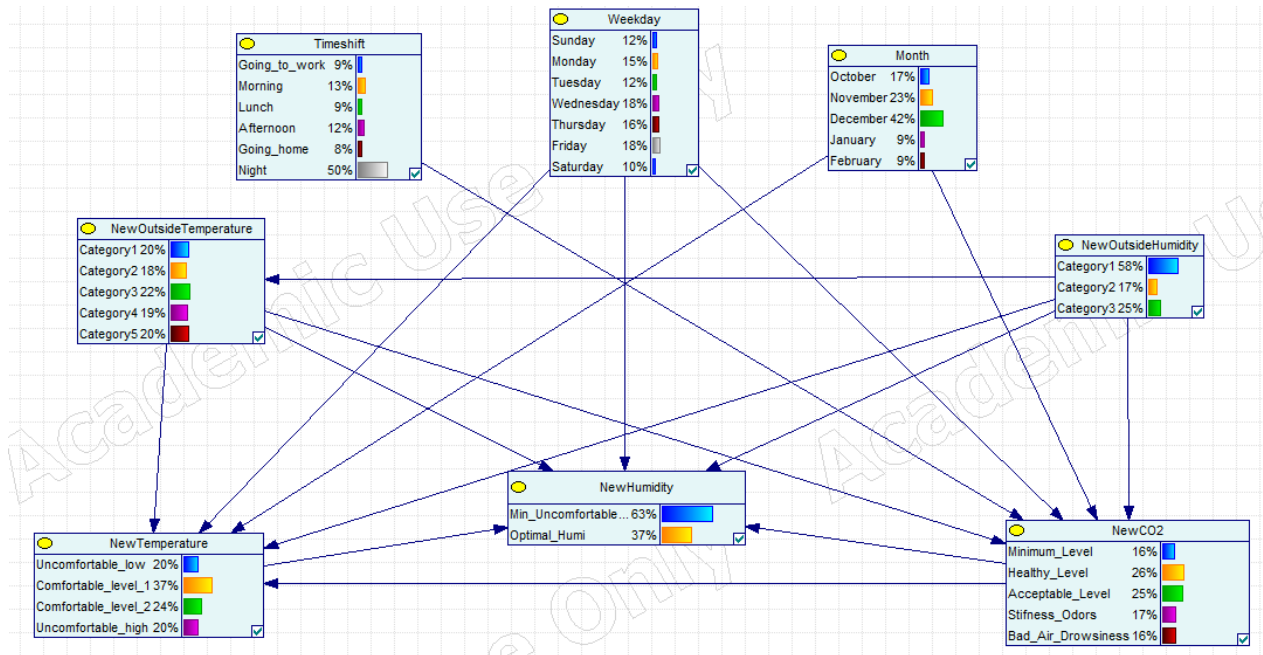 Timeshift
Going_to_work 9%
Morning 13%
Lunch 9%
Afternoon 12%
Going_home 8%
Night 50%
Weekday
Sunday 12%
Monday 15%
Tuesday 12%
Wednesday 18%
Thursday 16%
Friday 18%
Saturday 10%
Month
October 17%
November 23%
December 42%
January 9%
February 9%
NewOutsideTemperature
Category1 20%
Category2 18%
Category3 22%
Category4 19%
Category5 20%
NewOutsideHumidity
Category1 58%
Category2 17%
Category3 25%
NewHumidity
Min_Uncomfortable... 63%
Optimal_Humi 37%
NewTemperature
Uncomfortable_low 20%
Comfortable_level_1 37%
Comfortable_level_2 24%
Uncomfortable_high 20%
NewCO2
Minimum_Level 16%
Healthy_Level 26%
Acceptable_Level 25%
Stifness_Odors 17%
Bad_Air_Drowsiness 16%
Academic Use
Only